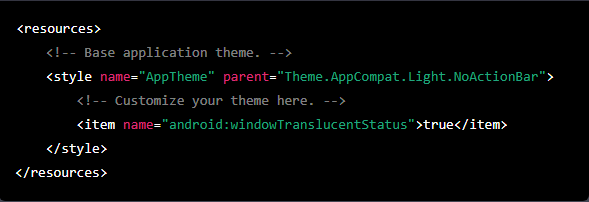 <resources>
<!-- Base application theme. -->
<style name="AppTheme" parent="Theme.AppCompat.Light.NoActionBar">
<!-- Customize your theme here. -->
<item name="android:windowTranslucentStatus">true</item>
</style>
</resources>